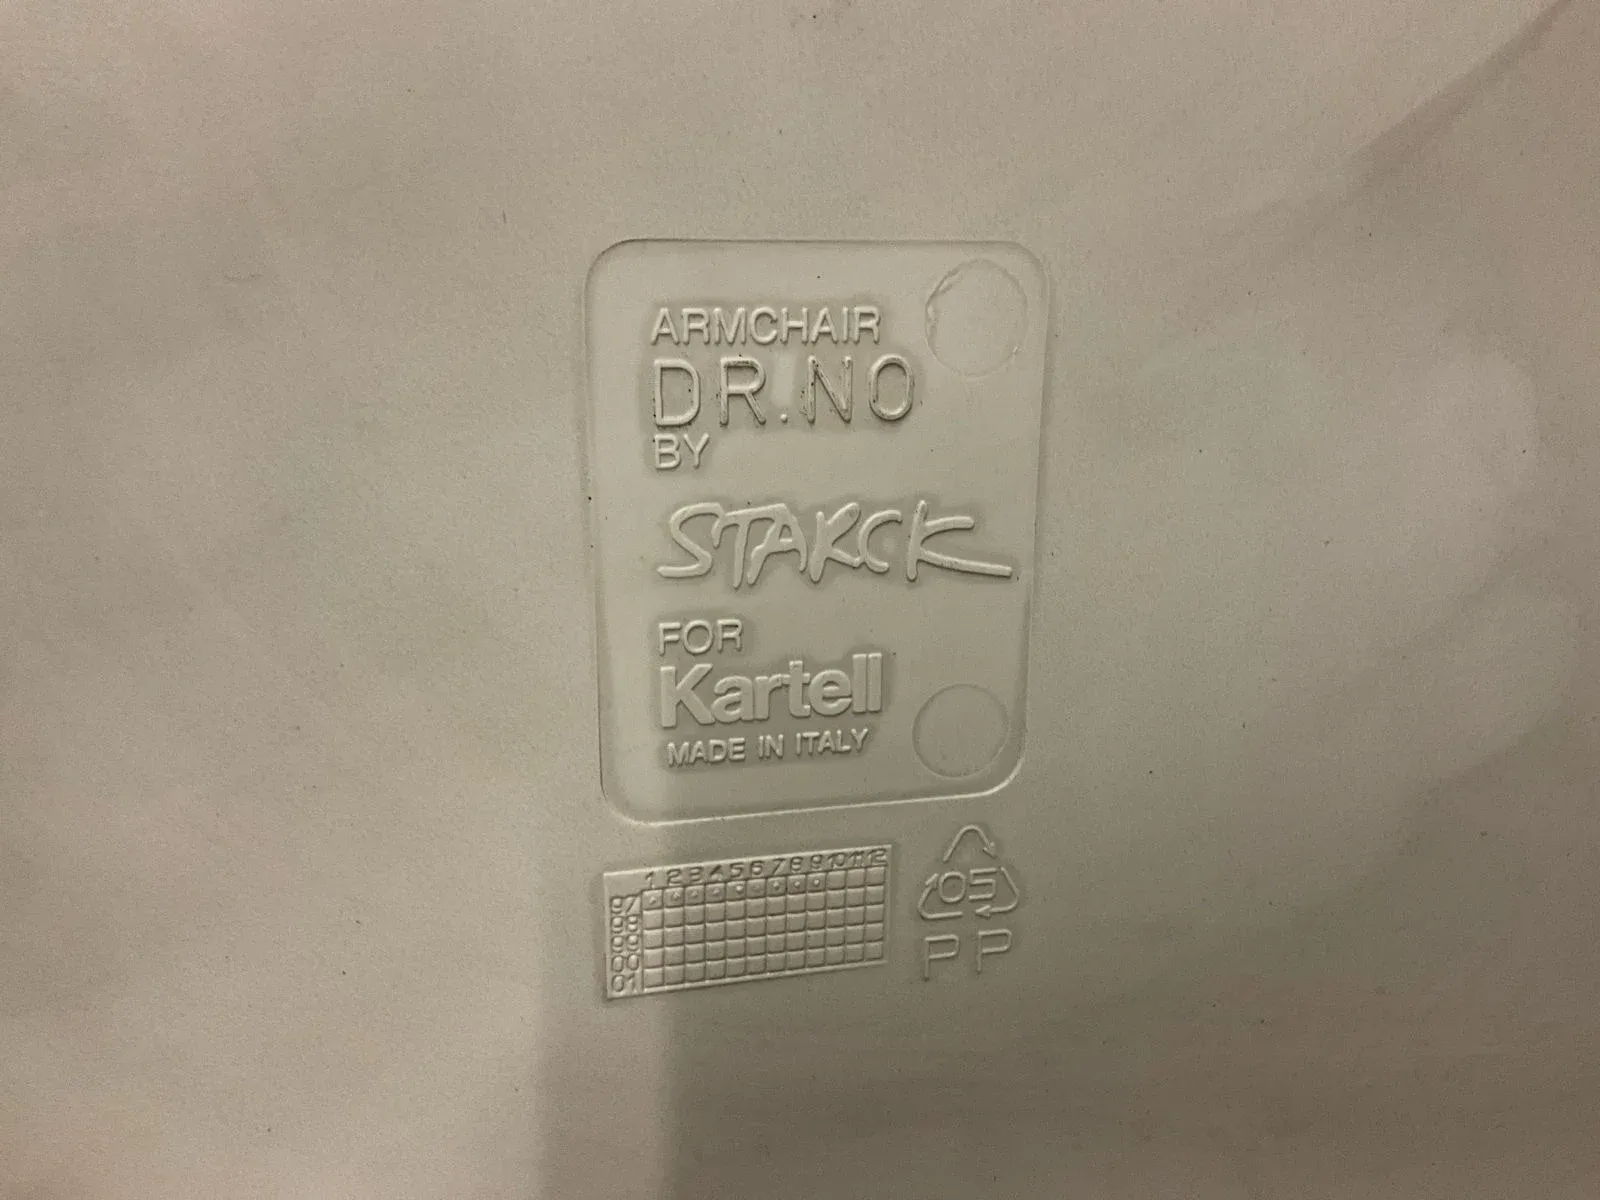 ARMCHAIR
DR.NO
BY
STARCK
FOR
Kartell
MADE IN ITALY
1 2 3 4 5 6 7 8 9 10 11 12
97
98
99
00
01
05
PP